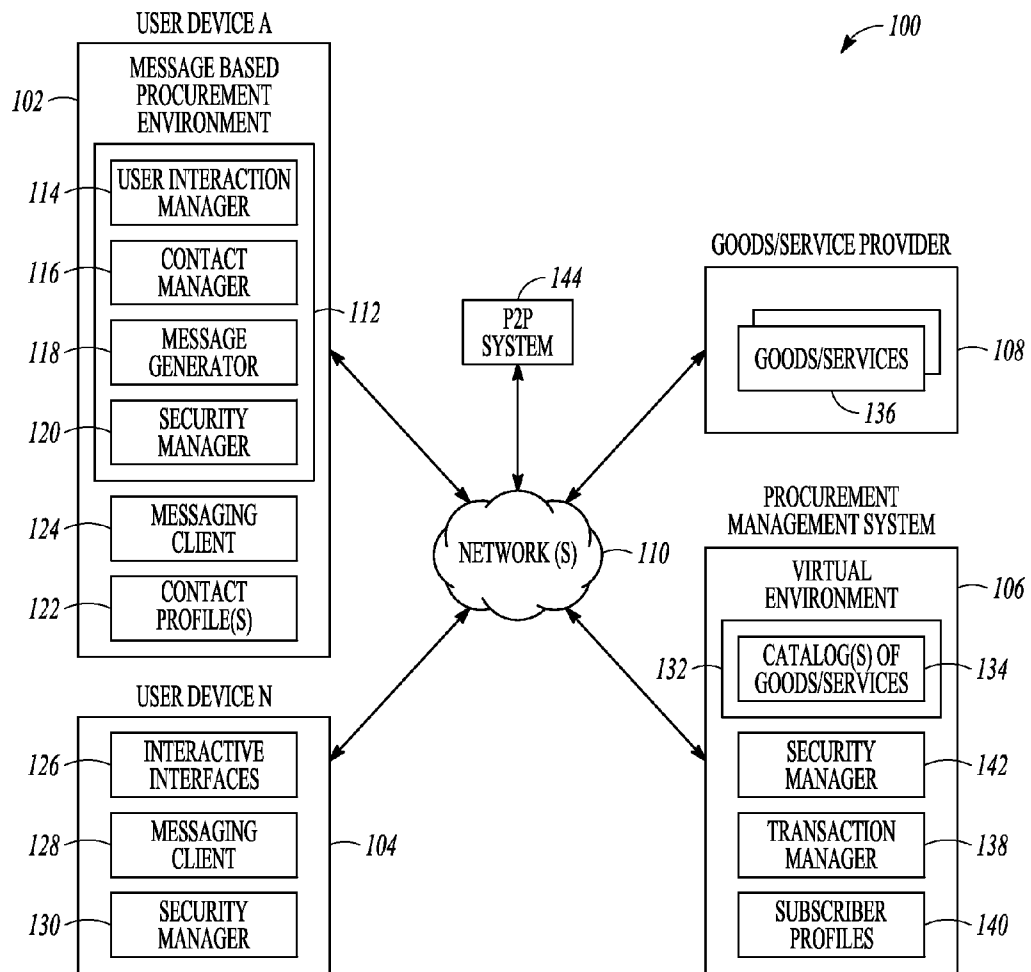 USER DEVICE A
100
102
MESSAGE BASED
PROCUREMENT
ENVIRONMENT
114
USER INTERACTION
MANAGER
116
CONTACT
MANAGER
112
118
MESSAGE
GENERATOR
120
SECURITY
MANAGER
124
MESSAGING
CLIENT
122
CONTACT
PROFILE(S)
144
P2P
SYSTEM
GOODS/SERVICE PROVIDER
GOODS/SERVICES
108
136
NETWORK (S)
110
USER DEVICE N
126
INTERACTIVE
INTERFACES
128
MESSAGING
CLIENT
104
130
SECURITY
MANAGER
PROCUREMENT
MANAGEMENT SYSTEM
VIRTUAL
ENVIRONMENT
106
132
CATALOG(S) OF
GOODS/SERVICES
134
SECURITY
MANAGER
142
TRANSACTION
MANAGER
138
SUBSCRIBER
PROFILES
140